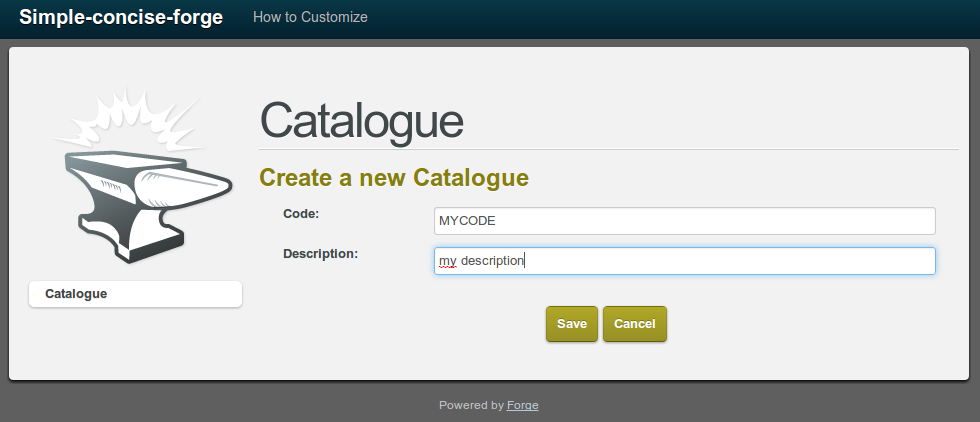 Simple-concise-forge How to Customize
Catalogue
Create a new Catalogue
Code: MYCODE
Description: my description
Catalogue
Save Cancel
Powered by Forge